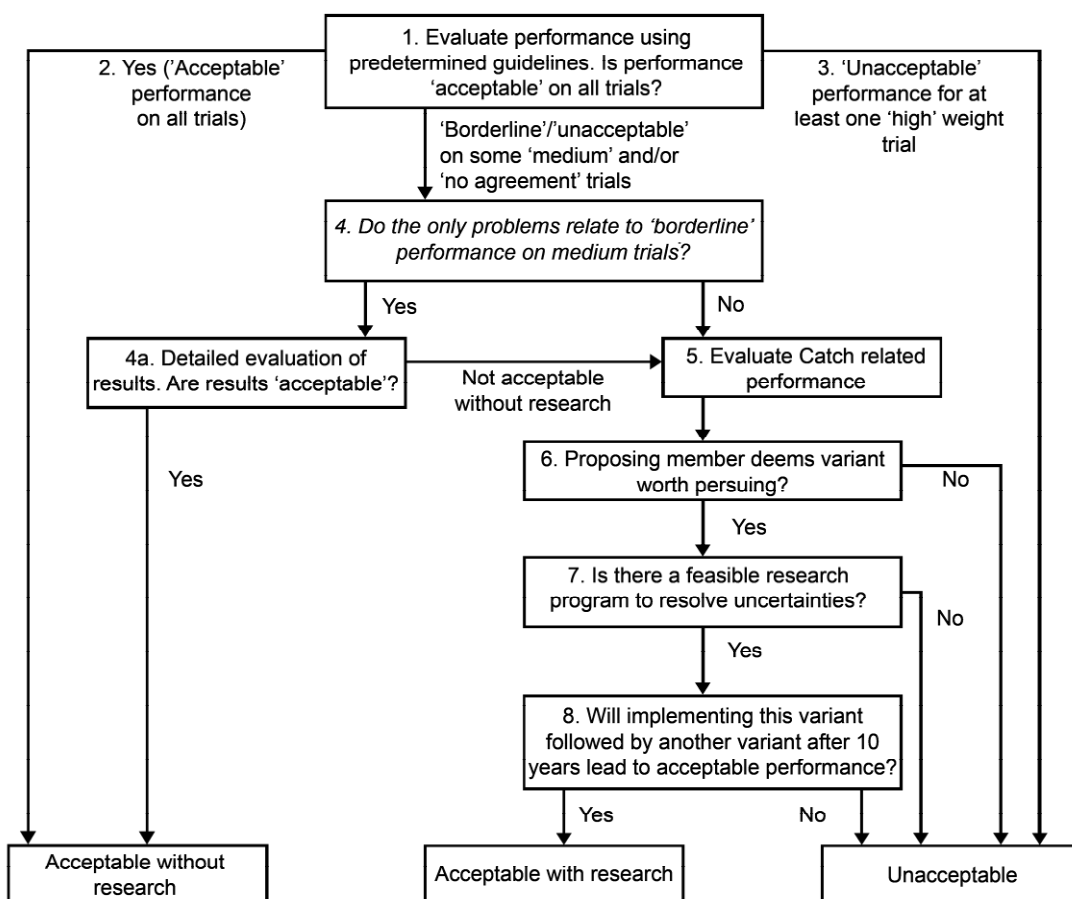 1. Evaluate performance using
predetermined guidelines. Is performance
‘acceptable’ on all trials?
2. Yes (’Acceptable’
performance
on all trials)
3. ‘Unacceptable’
performance for at
least one ‘high’ weight
trial
‘Borderline’/’unacceptable’
on some ‘medium’ and/or
‘no agreement’ trials
4. Do the only problems relate to ‘borderline’
performance on medium trials?
Yes
No
4a. Detailed evaluation of
results. Are results ‘acceptable’?
Not acceptable
without research
5. Evaluate Catch related
performance
Yes
6. Proposing member deems variant
worth persuing?
No
Yes
7. Is there a feasible research
program to resolve uncertainties?
No
Yes
8. Will implementing this variant
followed by another variant after 10
years lead to acceptable performance?
Yes
No
Acceptable without
research
Acceptable with research
Unacceptable